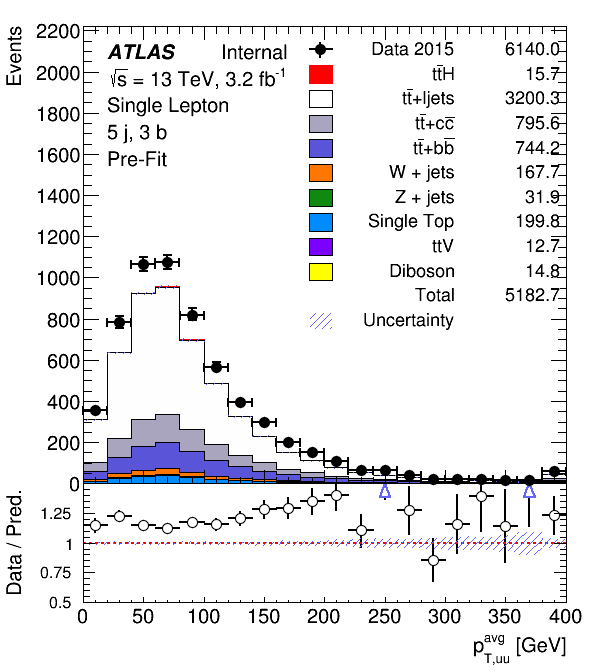 Events
2200
2000
1800
1600
1400
1200
1000
800
600
400
200
0
ATLAS Internal
√s = 13 TeV, 3.2 fb⁻¹
Single Lepton
5 j, 3 b
Pre-Fit
Data 2015 6140.0
tt̄H 15.7
tt̄+ljets 3200.3
tt̄+cc̄ 795.6
tt̄+bb̄ 744.2
W + jets 167.7
Z + jets 31.9
Single Top 199.8
ttV 12.7
Diboson 14.8
Total 5182.7
Uncertainty
Data / Pred.
1.25
1
0.75
0.5
0 50 100 150 200 250 300 350 400
p_{T,uu}^{avg} [GeV]